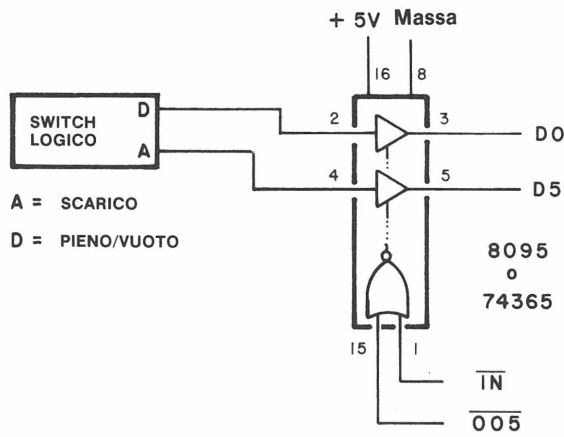 + 5V Massa
16 8
SWITCH
LOGICO
D
A
2 3
D0
4 5
D5
A = SCARICO
D = PIENO/VUOTO
8095
o
74365
15 1
IN
005